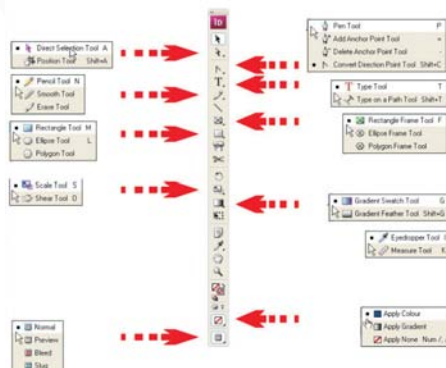 ID
Direct Selection Tool A
Position Tool Shift+A
Pencil Tool N
Smooth Tool
Erase Tool
Rectangle Tool M
Ellipse Tool L
Polygon Tool
Scale Tool S
Shear Tool O
Normal
Preview
Bleed
Slug
Pen Tool P
Add Anchor Point Tool =
Delete Anchor Point Tool -
Convert Direction Point Tool Shift+C
Type Tool T
Type on a Path Tool Shift+T
Rectangle Frame Tool F
Ellipse Frame Tool
Polygon Frame Tool
Gradient Swatch Tool G
Gradient Feather Tool Shift+G
Eyedropper Tool I
Measure Tool K
Apply Colour
Apply Gradient
Apply None Num /